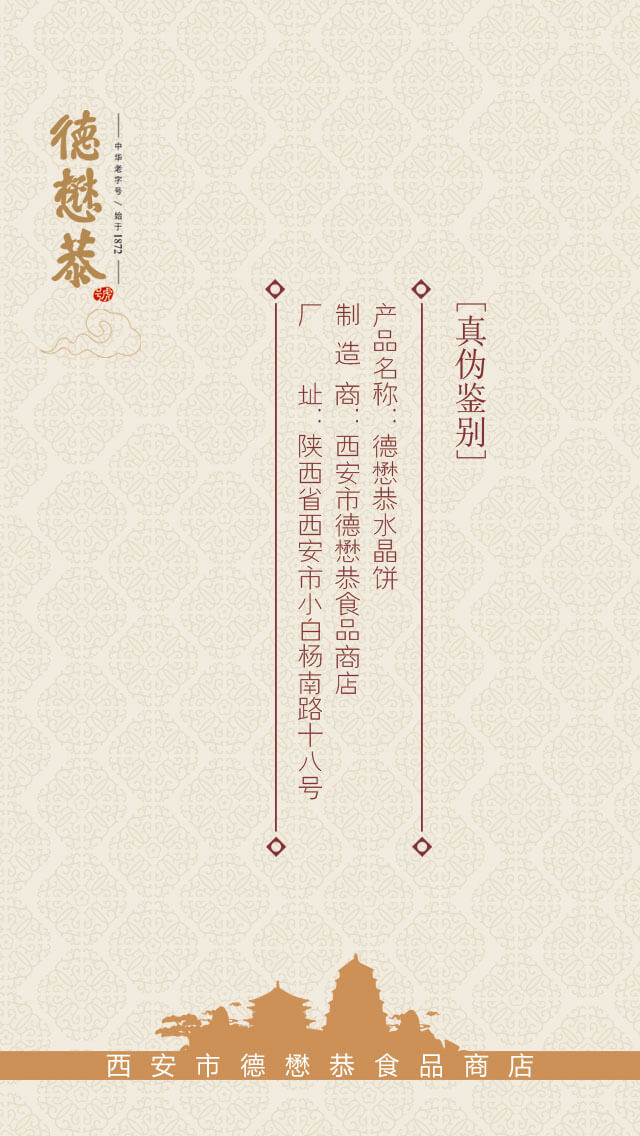 德懋恭
中华老字号/始于1872
號
[真伪鉴别]
产品名称：德懋恭水晶饼
制造商：西安市德懋恭食品商店
厂址：陕西省西安市小白杨南路十八号
西安市德懋恭食品商店